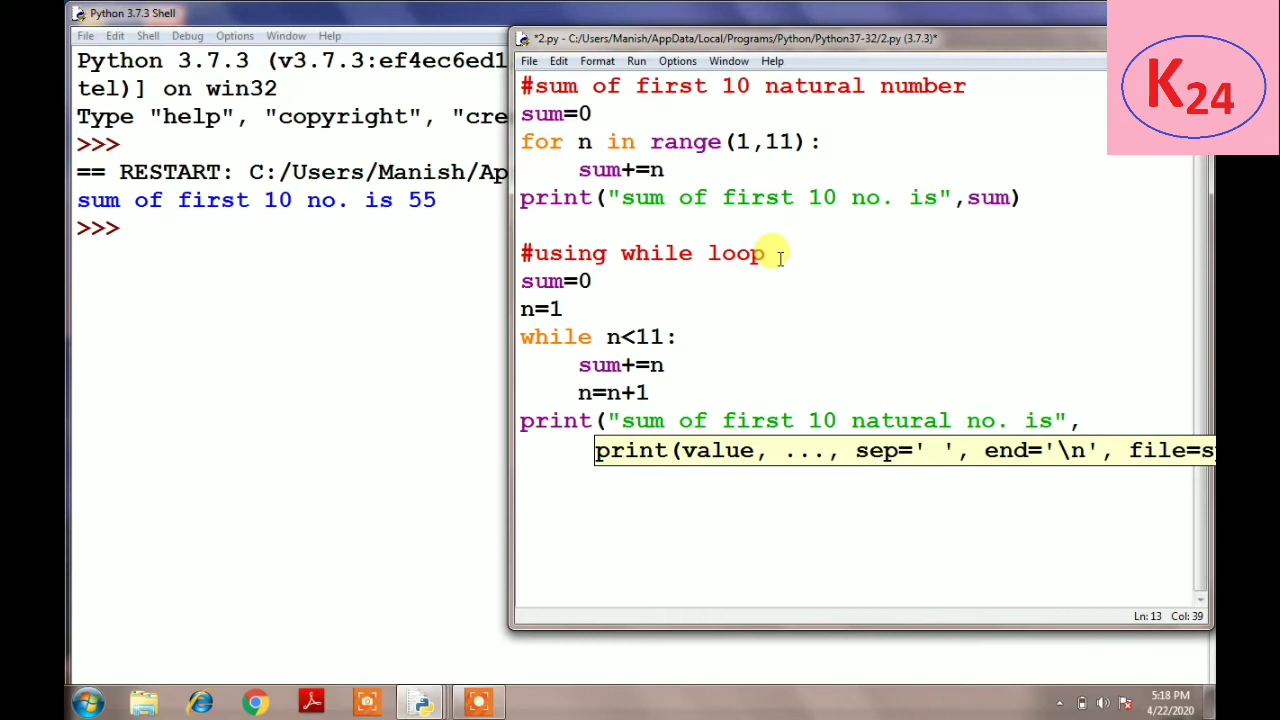 Python 3.7.3 Shell
File Edit Shell Debug Options Window Help
Python 3.7.3 (v3.7.3:ef4ec6ed1
tel)] on win32
Type "help", "copyright", "cre
>>>
== RESTART: C:/Users/Manish/Ap
sum of first 10 no. is 55
>>>
*2.py - C:/Users/Manish/AppData/Local/Programs/Python/Python37-32/2.py (3.7.3)*
File Edit Format Run Options Window Help
#sum of first 10 natural number
sum=0
for n in range(1,11):
    sum+=n
print("sum of first 10 no. is",sum)
#using while loop
sum=0
n=1
while n<11:
    sum+=n
    n=n+1
print("sum of first 10 natural no. is",
print(value, ..., sep=' ', end='\n', file=s
Ln: 13 Col: 39
K24
5:18 PM
4/22/2020